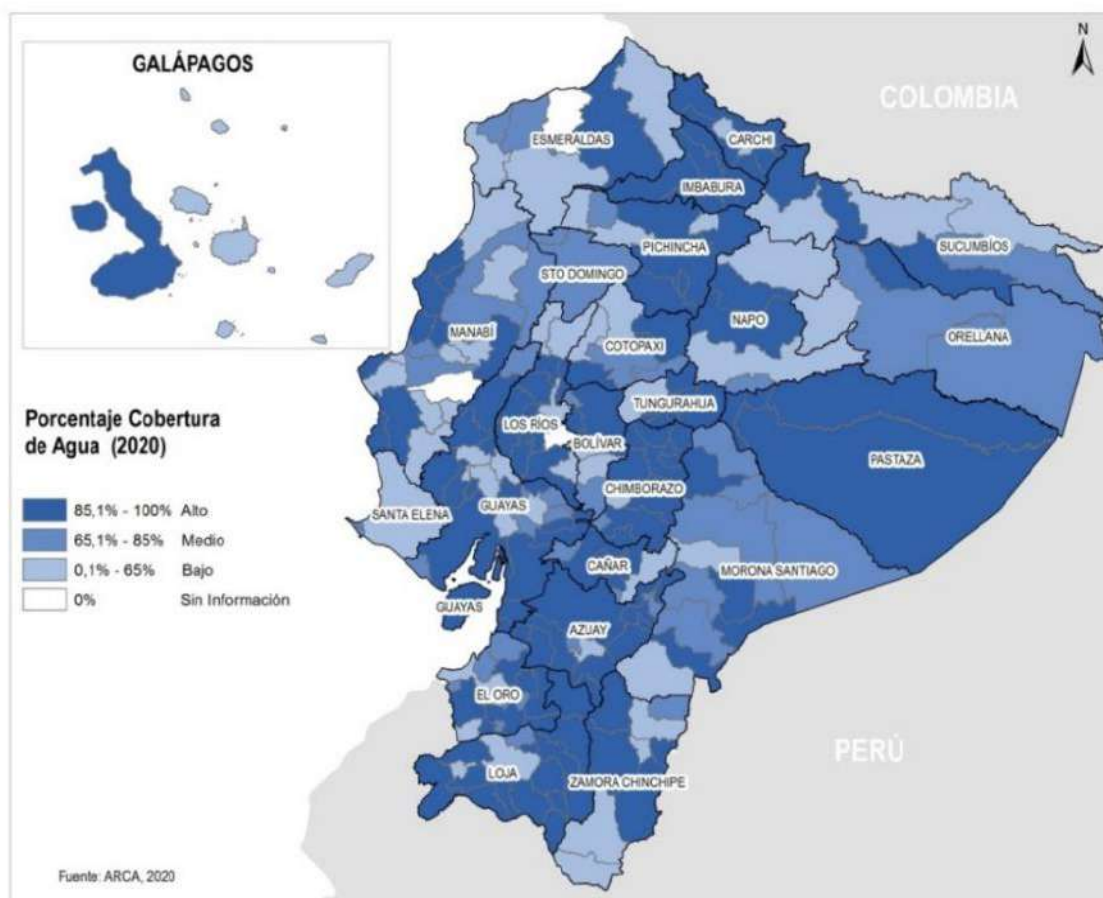 GALÁPAGOS
N
COLOMBIA
ESMERALDAS
CARCHI
IMBABURA
PICHINCHA
SUCUMBÍOS
STO DOMINGO
NAPO
MANABÍ
COTOPAXI
ORELLANA
TUNGURAHUA
LOS RÍOS
BOLÍVAR
PASTAZA
CHIMBORAZO
GUAYAS
SANTA ELENA
CAÑAR
MORONA SANTIAGO
GUAYAS
AZUAY
EL ORO
LOJA
ZAMORA CHINCHIPE
PERÚ
Porcentaje Cobertura
de Agua (2020)
85,1% - 100% Alto
65,1% - 85% Medio
0,1% - 65% Bajo
0% Sin Información
Fuente: ARCA, 2020